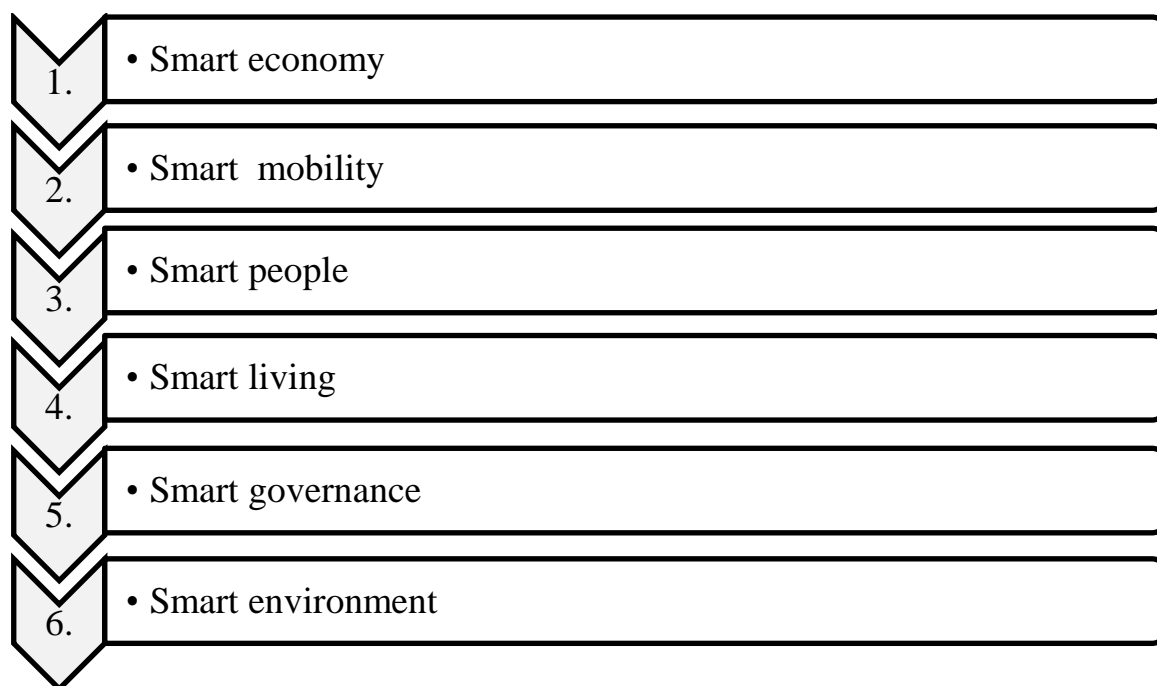 1. • Smart economy
2. • Smart mobility
3. • Smart people
4. • Smart living
5. • Smart governance
6. • Smart environment